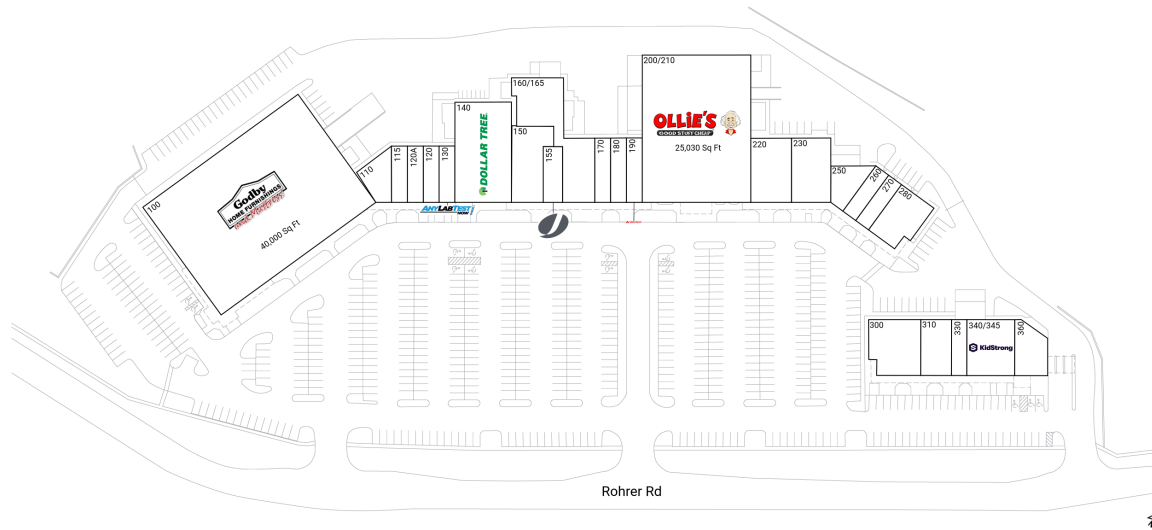 200/210
OLLIE'S
GOOD STUFF CHEAP
25,030 Sq Ft
160/165
140
DOLLAR TREE
150
155
170
180
190
220
230
100
Godby
HOME FURNISHINGS
40,000 Sq Ft
110
115
120A
120
130
ANYLABTEST
NOW
250
260
270
280
300
310
330
340/345
KidStrong
360
Rohrer Rd